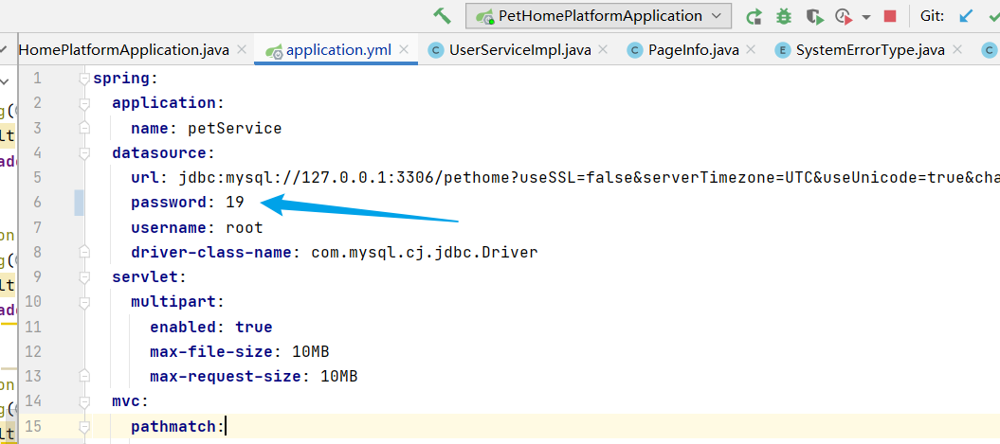 PetHomePlatformApplication Git:
HomePlatformApplication.java application.yml UserServiceImpl.java PageInfo.java SystemErrorType.java
1 spring:
2 application:
3 name: petService
4 datasource:
5 url: jdbc:mysql://127.0.0.1:3306/pethome?useSSL=false&serverTimezone=UTC&useUnicode=true&cha
6 password: 19
7 username: root
8 driver-class-name: com.mysql.cj.jdbc.Driver
9 servlet:
10 multipart:
11 enabled: true
12 max-file-size: 10MB
13 max-request-size: 10MB
14 mvc:
15 pathmatch: